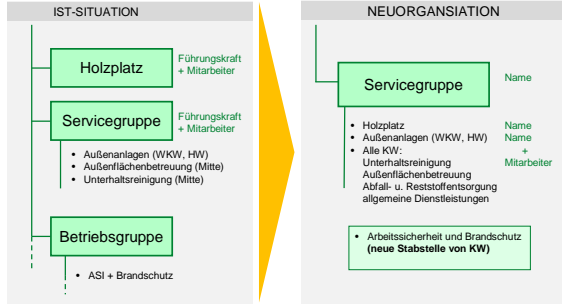 IST-SITUATION
Holzplatz
Führungskraft
+ Mitarbeiter
Servicegruppe
Führungskraft
+ Mitarbeiter
• Außenanlagen (WKW, HW)
• Außenflächenbetreuung (Mitte)
• Unterhaltsreinigung (Mitte)
Betriebsgruppe
• ASI + Brandschutz
NEUORGANSIATION
Servicegruppe
Name
• Holzplatz
• Außenanlagen (WKW, HW)
• Alle KW:
Unterhaltsreinigung
Außenflächenbetreuung
Abfall- u. Reststoffentsorgung
allgemeine Dienstleistungen
Name
Name
+
Mitarbeiter
• Arbeitssicherheit und Brandschutz
(neue Stabstelle von KW)